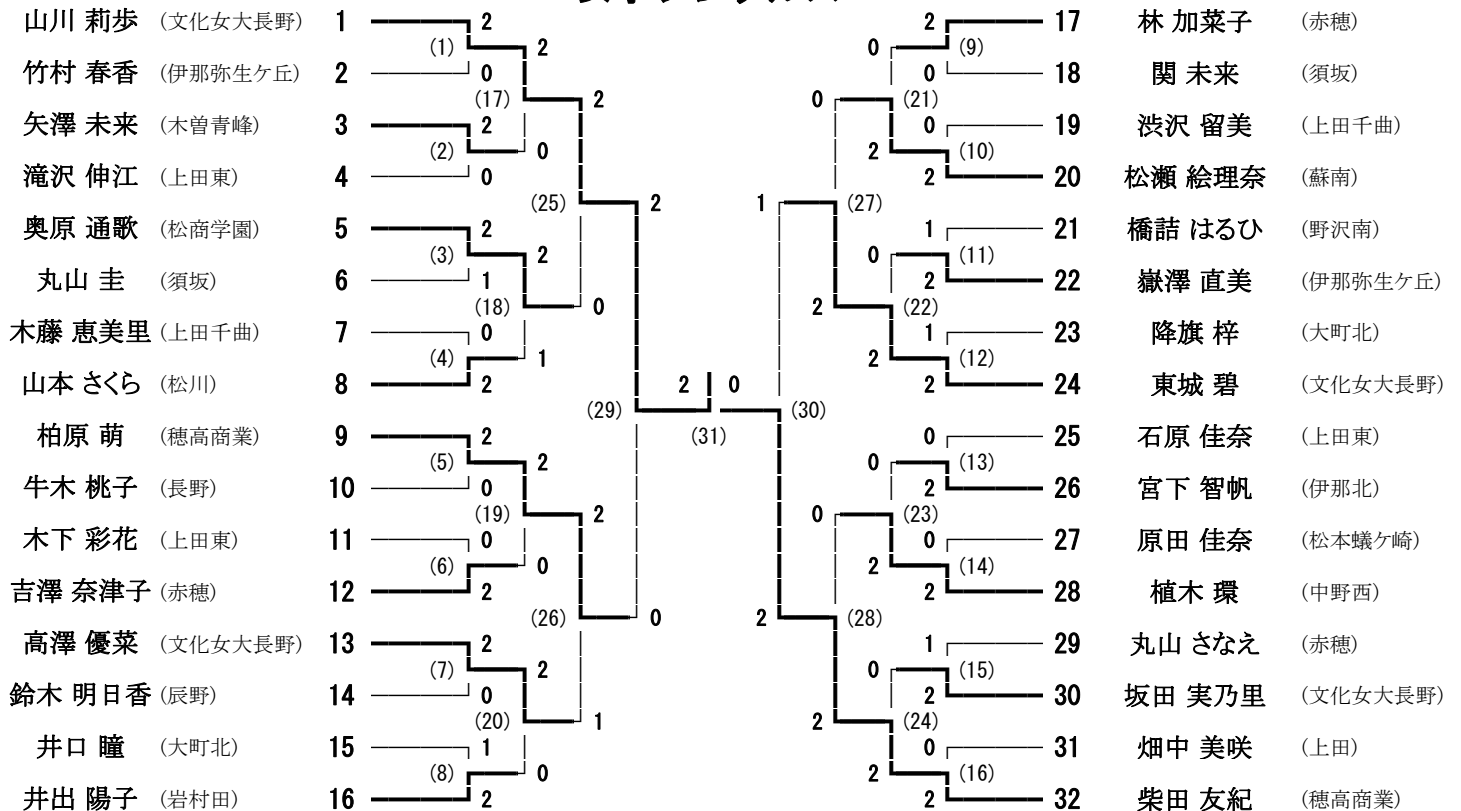 山川 莉歩 (文化女大長野) 1 2 2 17 林 加菜子 (赤穂)
(1) 2 0 (9)
竹村 春香 (伊那弥生ケ丘) 2 0 0 18 関 未来 (須坂)
(17) 2 0 (21)
矢澤 未来 (木曽青峰) 3 2 0 19 渋沢 留美 (上田千曲)
(2) 0 2 (10)
滝沢 伸江 (上田東) 4 0 2 20 松瀬 絵理奈 (蘇南)
(25) 2 1 (27)
奥原 通歌 (松商学園) 5 2 1 21 橋詰 はるひ (野沢南)
(3) 2 0 (11)
丸山 圭 (須坂) 6 1 2 22 嶽澤 直美 (伊那弥生ケ丘)
(18) 0 2 (22)
木藤 恵美里 (上田千曲) 7 0 1 23 降旗 梓 (大町北)
(4) 1 2 (12)
山本 さくら (松川) 8 2 2 0 2 24 東城 碧 (文化女大長野)
(29) (30)
柏原 萌 (穂高商業) 9 2 (31) 0 25 石原 佳奈 (上田東)
(5) 2 0 (13)
牛木 桃子 (長野) 10 0 2 26 宮下 智帆 (伊那北)
(19) 2 0 (23)
木下 彩花 (上田東) 11 0 0 27 原田 佳奈 (松本蟻ケ崎)
(6) 0 2 (14)
吉澤 奈津子 (赤穂) 12 2 2 28 植木 環 (中野西)
(26) 0 2 (28)
高澤 優菜 (文化女大長野) 13 2 1 29 丸山 さなえ (赤穂)
(7) 2 0 (15)
鈴木 明日香 (辰野) 14 0 2 30 坂田 実乃里 (文化女大長野)
(20) 1 2 (24)
井口 瞳 (大町北) 15 1 0 31 畑中 美咲 (上田)
(8) 0 2 (16)
井出 陽子 (岩村田) 16 2 2 32 柴田 友紀 (穂高商業)